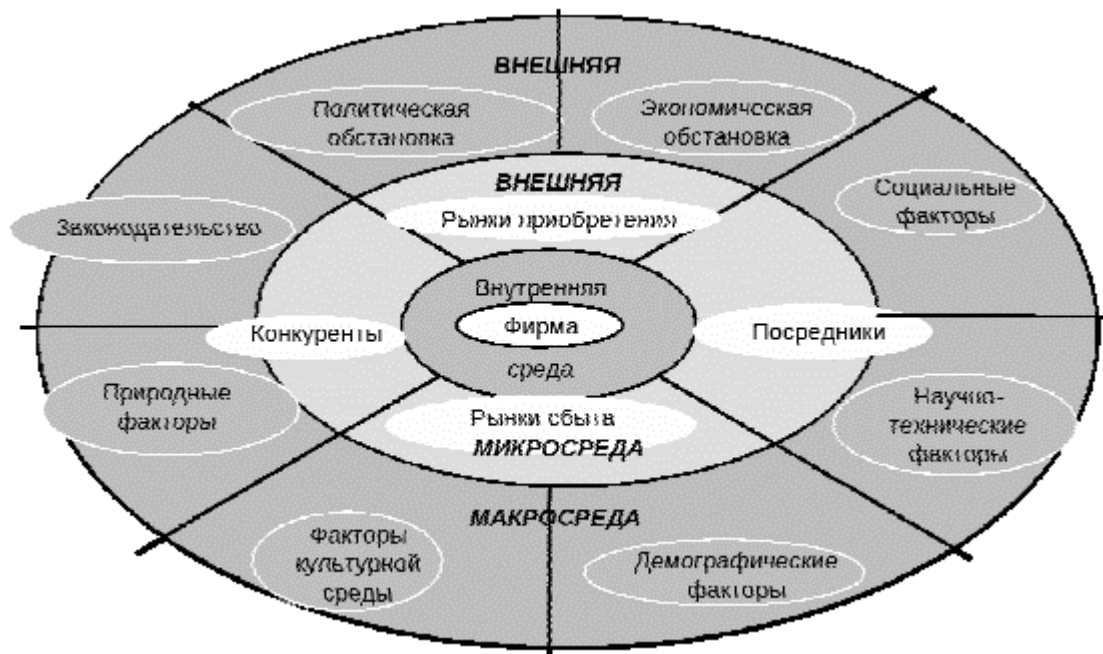 ВНЕШНЯЯ
Политическая
обстановка
Экономическая
обстановка
ВНЕШНЯЯ
Социальные
факторы
Рынки приобретения
Законодательство
Внутренняя
Фирма
Конкуренты
Посредники
среда
Природные
факторы
Рынки сбыта
Научно-
технические
факторы
МИКРОСРЕДА
МАКРОСРЕДА
Факторы
культурной
среды
Демографические
факторы